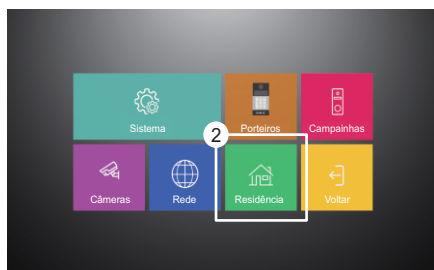 Sistema
Porteiros
Campainhas
2
Câmeras
Rede
Residência
Voltar